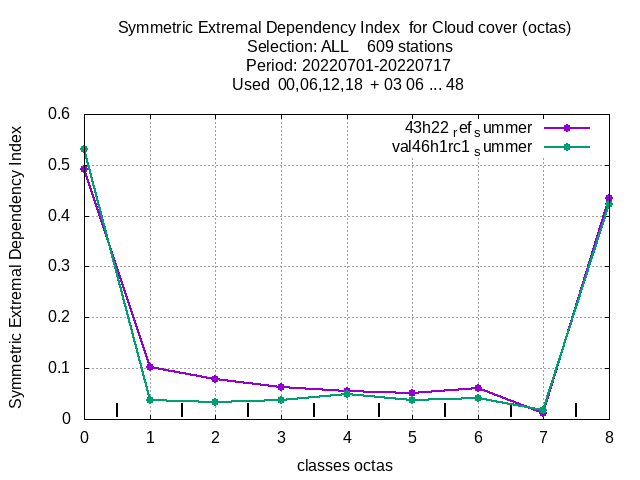 Symmetric Extremal Dependency Index  for Cloud cover (octas)
Selection: ALL    609 stations
Period: 20220701-20220717
Used  00,06,12,18  + 03 06 ... 48
43h22 ref summer
val46h1rc1 summer
Symmetric Extremal Dependency Index
0.6
0.5
0.4
0.3
0.2
0.1
0
0 1 2 3 4 5 6 7 8
classes octas